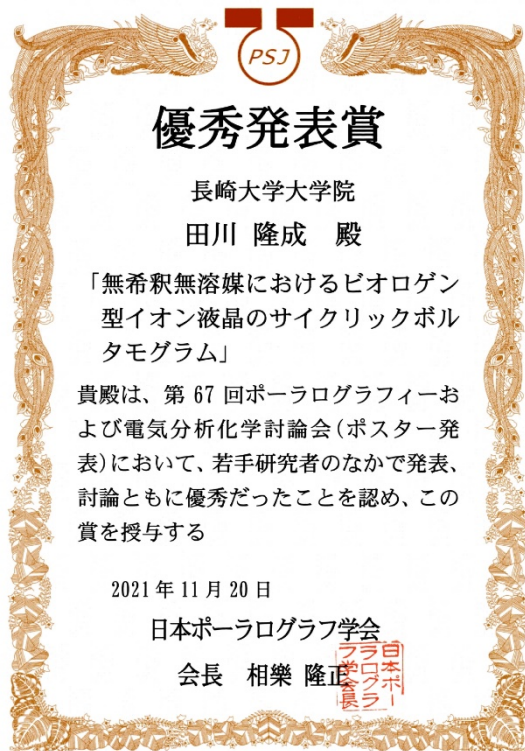 PSJ
優秀発表賞
長崎大学大学院
田川 隆成 殿
「無希釈無溶媒におけるビオロゲン
型イオン液晶のサイクリックボル
タモグラム」
貴殿は、第 67 回ポーラログラフィーお
よび電気分析化学討論会(ポスター発
表)において、若手研究者のなかで発表、
討論ともに優秀だったことを認め、この
賞を授与する
2021 年 11 月 20 日
日本ポーラログラフ学会
会長 相樂 隆正
日本ポー
ラログラ
フ学会長